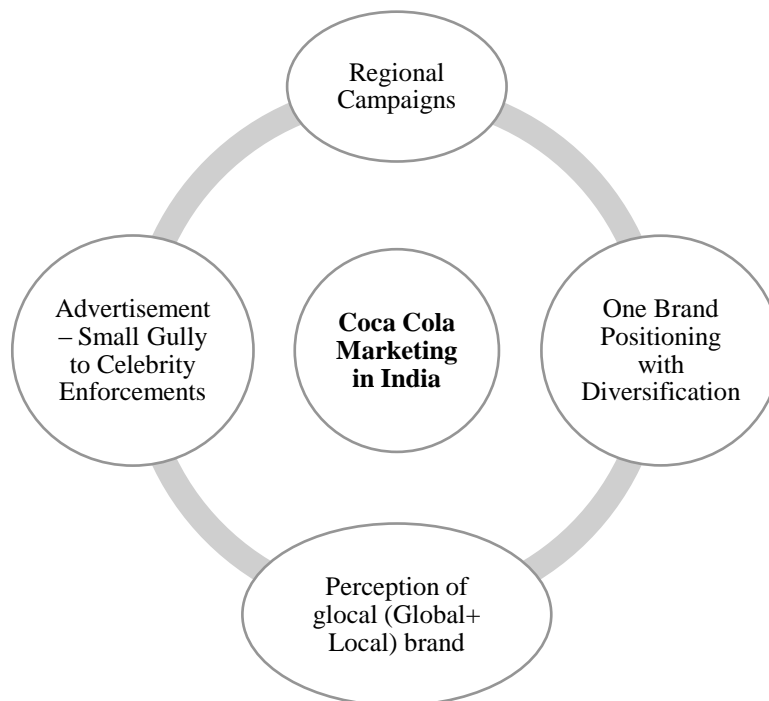 Regional
Campaigns
Advertisement
– Small Gully
to Celebrity
Enforcements
Coca Cola
Marketing
in India
One Brand
Positioning
with
Diversification
Perception of
glocal (Global+
Local) brand